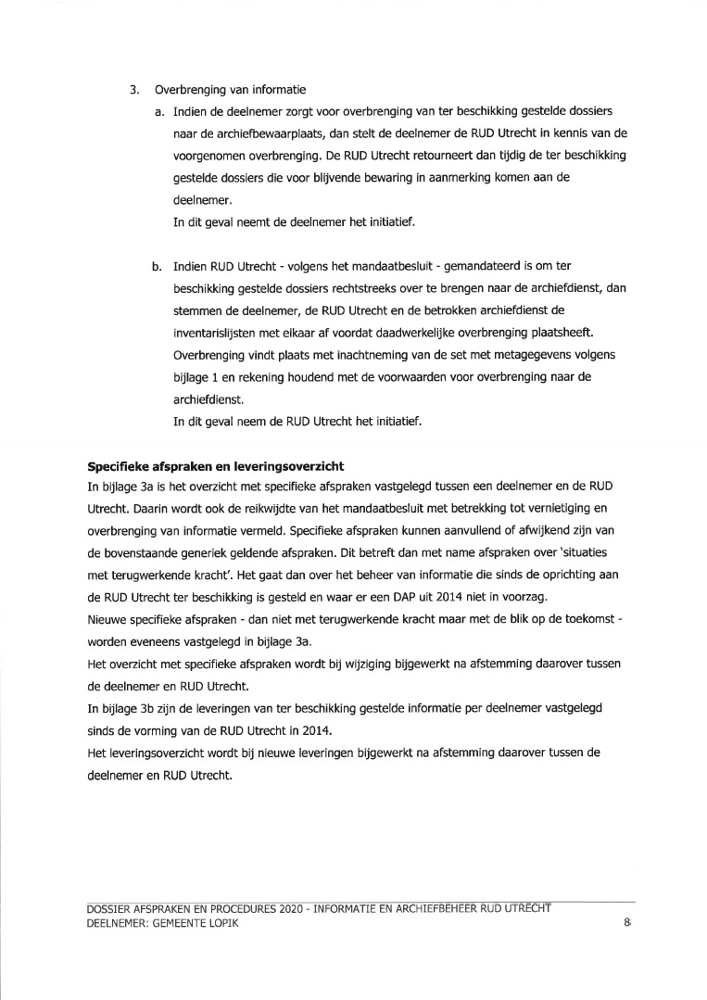 3. Overbrenging van informatie
a. Indien de deelnemer zorgt voor overbrenging van ter beschikking gestelde dossiers
naar de archiefbewaarplaats, dan stelt de deelnemer de RUD Utrecht in kennis van de
voorgenomen overbrenging. De RUD Utrecht retourneert dan tijdig de ter beschikking
gestelde dossiers die voor blijvende bewaring in aanmerking komen aan de
deelnemer.
In dit geval neemt de deelnemer het initiatief.
b. Indien RUD Utrecht - volgens het mandaatbesluit - gemandateerd is om ter
beschikking gestelde dossiers rechtstreeks over te brengen naar de archiefdienst, dan
stemmen de deelnemer, de RUD Utrecht en de betrokken archiefdienst de
inventarislijsten met elkaar af voordat daadwerkelijke overbrenging plaatsheeft.
Overbrenging vindt plaats met inachtneming van de set met metagegevens volgens
bijlage 1 en rekening houdend met de voorwaarden voor overbrenging naar de
archiefdienst.
In dit geval neem de RUD Utrecht het initiatief.
Specifieke afspraken en leveringsoverzicht
In bijlage 3a is het overzicht met specifieke afspraken vastgelegd tussen een deelnemer en de RUD
Utrecht. Daarin wordt ook de reikwijdte van het mandaatbesluit met betrekking tot vernietiging en
overbrenging van informatie vermeld. Specifieke afspraken kunnen aanvullend of afwijkend zijn van
de bovenstaande generiek geldende afspraken. Dit betreft dan met name afspraken over 'situaties
met terugwerkende kracht'. Het gaat dan over het beheer van informatie die sinds de oprichting aan
de RUD Utrecht ter beschikking is gesteld en waar er een DAP uit 2014 niet in voorzag.
Nieuwe specifieke afspraken - dan niet met terugwerkende kracht maar met de blik op de toekomst -
worden eveneens vastgelegd in bijlage 3a.
Het overzicht met specifieke afspraken wordt bij wijziging bijgewerkt na afstemming daarover tussen
de deelnemer en RUD Utrecht.
In bijlage 3b zijn de leveringen van ter beschikking gestelde informatie per deelnemer vastgelegd
sinds de vorming van de RUD Utrecht in 2014.
Het leveringsoverzicht wordt bij nieuwe leveringen bijgewerkt na afstemming daarover tussen de
deelnemer en RUD Utrecht.
DOSSIER AFSPRAKEN EN PROCEDURES 2020 - INFORMATIE EN ARCHIEFBEHEER RUD UTRECHT
DEELNEMER: GEMEENTE LOPIK 8